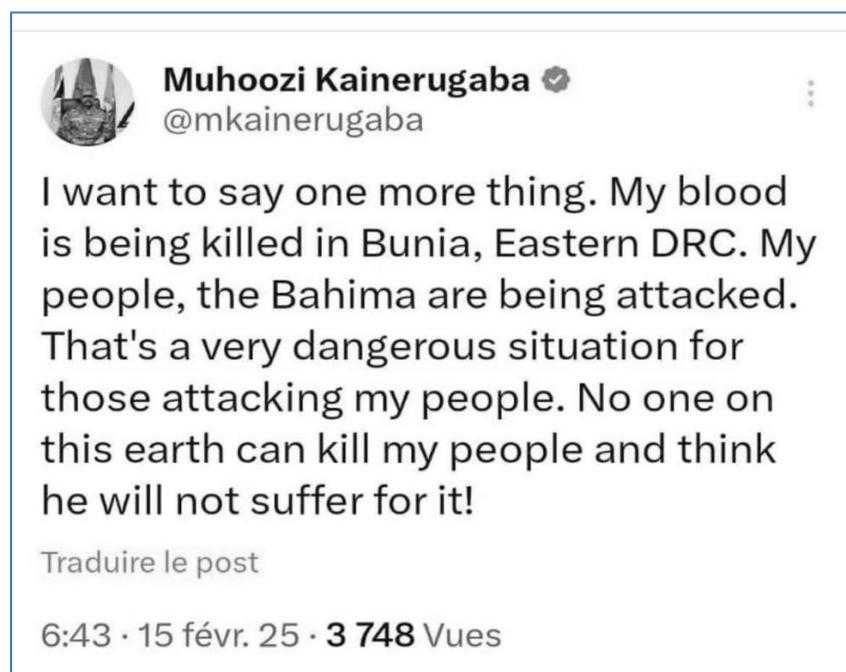 Muhoozi Kainerugaba
@mkainerugaba
I want to say one more thing. My blood
is being killed in Bunia, Eastern DRC. My
people, the Bahima are being attacked.
That's a very dangerous situation for
those attacking my people. No one on
this earth can kill my people and think
he will not suffer for it!
Traduire le post
6:43 · 15 févr. 25 · 3 748 Vues